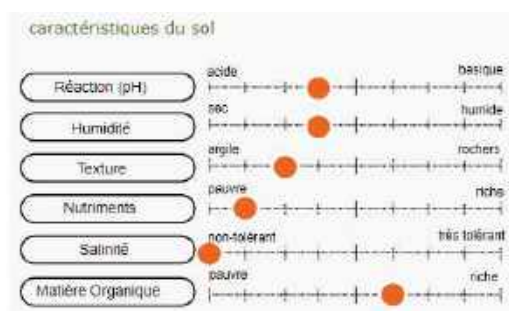 caractéristiques du sol
acide basique
Réaction (pH)
sec humide
Humidité
argile rochers
Texture
pauvre riche
Nutriments
non-tolérant très tolérant
Salinité
pauvre riche
Matière Organique